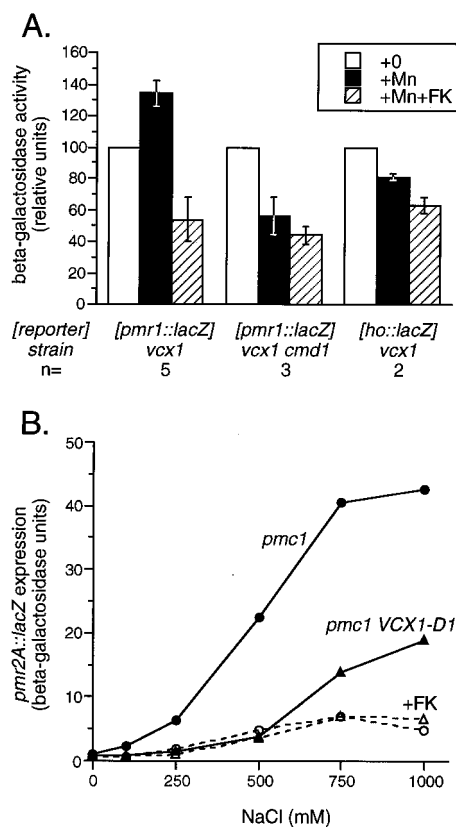 A.
beta-galactosidase activity
(relative units)
160
140
120
100
80
60
40
20
0
+0
+Mn
+Mn+FK
[reporter] [pmr1::lacZ] [pmr1::lacZ] [ho::lacZ]
strain vcx1 vcx1 cmd1 vcx1
n= 5 3 2
B.
pmr2A::lacZ expression
(beta-galactosidase units)
50
40
30
20
10
0
pmc1
pmc1 VCX1-D1
+FK
0 250 500 750 1000
NaCl (mM)